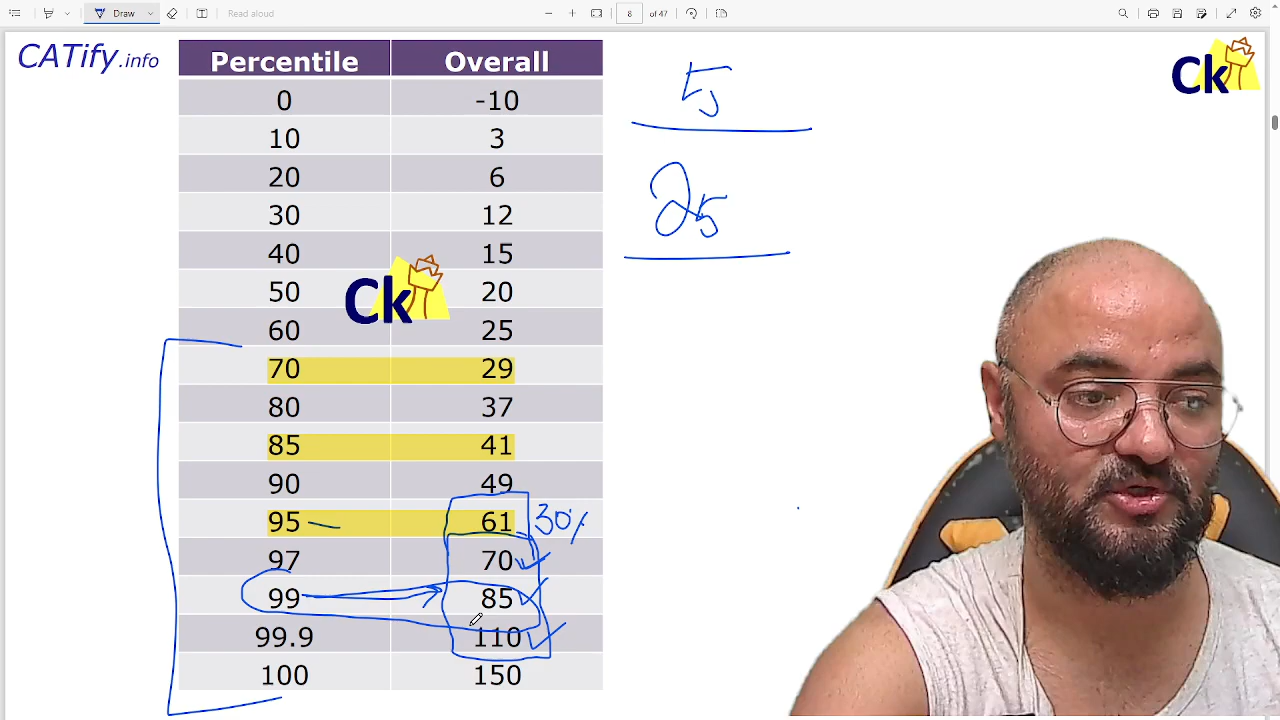 Draw
Read aloud
8 of 47
CATify.info
Percentile Overall
Ck
0 -10
10 3
20 6
30 12
40 15
50 20
Ck
60 25
70 29
80 37
85 41
90 49
95 61 30%
97 70
99 85
99.9 110
100 150
5
25